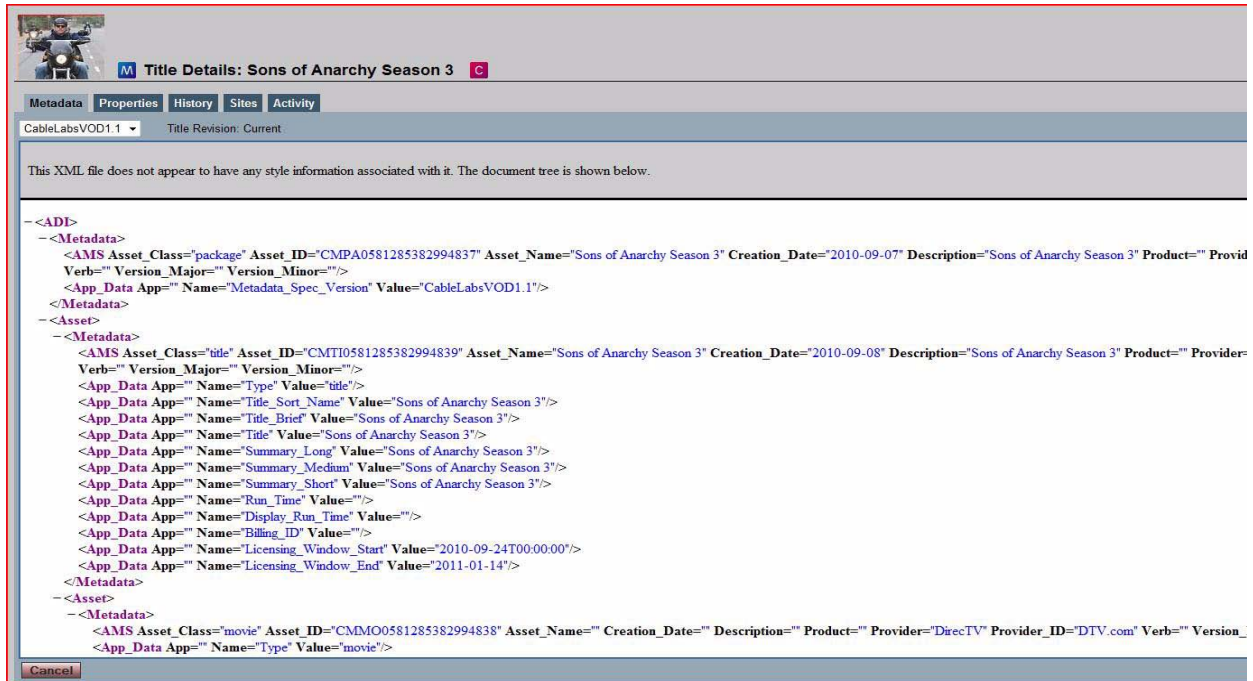 M Title Details: Sons of Anarchy Season 3 C
Metadata Properties History Sites Activity
CableLabsVOD1.1 Title Revision: Current
This XML file does not appear to have any style information associated with it. The document tree is shown below.
−<ADI>
−<Metadata>
<AMS Asset_Class="package" Asset_ID="CMPA0581285382994837" Asset_Name="Sons of Anarchy Season 3" Creation_Date="2010-09-07" Description="Sons of Anarchy Season 3" Product="" Provid
Verb="" Version_Major="" Version_Minor=""/>
<App_Data App="" Name="Metadata_Spec_Version" Value="CableLabsVOD1.1"/>
</Metadata>
−<Asset>
−<Metadata>
<AMS Asset_Class="title" Asset_ID="CMTI0581285382994839" Asset_Name="Sons of Anarchy Season 3" Creation_Date="2010-09-08" Description="Sons of Anarchy Season 3" Product="" Provider=
Verb="" Version_Major="" Version_Minor=""/>
<App_Data App="" Name="Type" Value="title"/>
<App_Data App="" Name="Title_Sort_Name" Value="Sons of Anarchy Season 3"/>
<App_Data App="" Name="Title_Brief" Value="Sons of Anarchy Season 3"/>
<App_Data App="" Name="Title" Value="Sons of Anarchy Season 3"/>
<App_Data App="" Name="Summary_Long" Value="Sons of Anarchy Season 3"/>
<App_Data App="" Name="Summary_Medium" Value="Sons of Anarchy Season 3"/>
<App_Data App="" Name="Summary_Short" Value="Sons of Anarchy Season 3"/>
<App_Data App="" Name="Run_Time" Value=""/>
<App_Data App="" Name="Display_Run_Time" Value=""/>
<App_Data App="" Name="Billing_ID" Value=""/>
<App_Data App="" Name="Licensing_Window_Start" Value="2010-09-24T00:00:00"/>
<App_Data App="" Name="Licensing_Window_End" Value="2011-01-14"/>
</Metadata>
−<Asset>
−<Metadata>
<AMS Asset_Class="movie" Asset_ID="CMMO0581285382994838" Asset_Name="" Creation_Date="" Description="" Product="" Provider="DirecTV" Provider_ID="DTV.com" Verb="" Version_
<App_Data App="" Name="Type" Value="movie"/>
Cancel